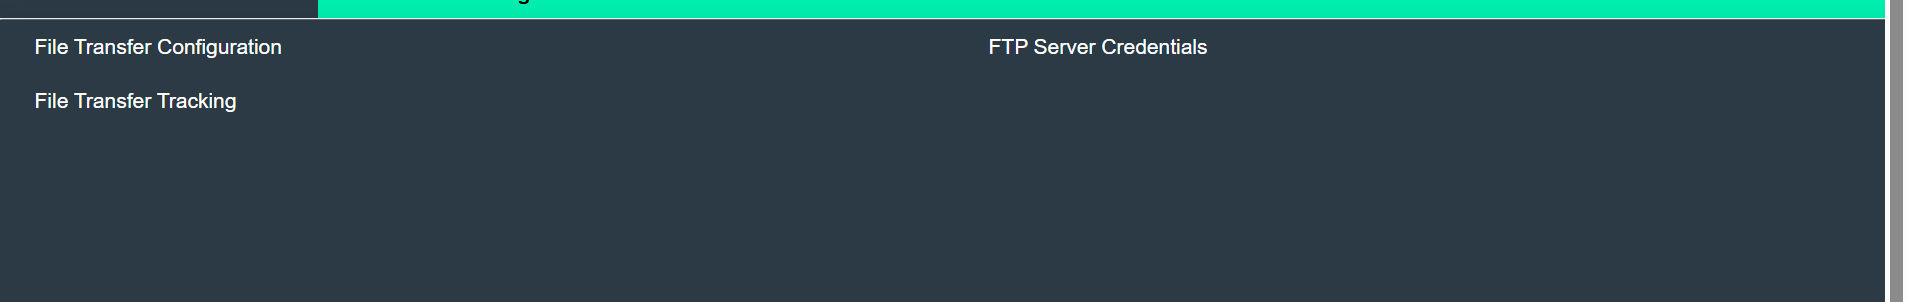 File Transfer Configuration
FTP Server Credentials
File Transfer Tracking